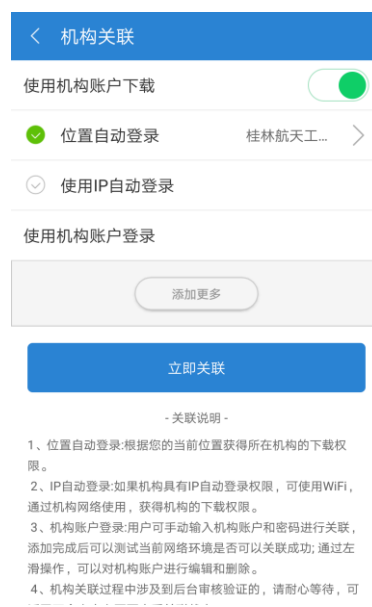 机构关联
使用机构账户下载
位置自动登录 桂林航天工...
使用IP自动登录
使用机构账户登录
添加更多
立即关联
- 关联说明 -
1、位置自动登录:根据您的当前位置获得所在机构的下载权
限。
2、IP自动登录:如果机构具有IP自动登录权限，可使用WiFi，
通过机构网络使用，获得机构的下载权限。
3、机构账户登录:用户可手动输入机构账户和密码进行关联，
添加完成后可以测试当前网络环境是否可以关联成功; 通过左
滑操作，可以对机构账户进行编辑和删除。
4、机构关联过程中涉及到后台审核验证的，请耐心等待，可